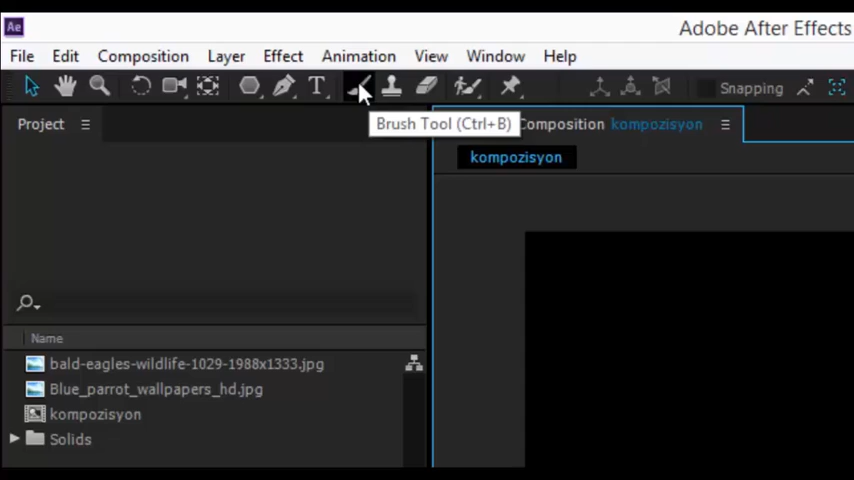 Ae
Adobe After Effects
File Edit Composition Layer Effect Animation View Window Help
T
Snapping
Brush Tool (Ctrl+B)
Project
Composition kompozisyon
kompozisyon
Name
bald-eagles-wildlife-1029-1988x1333.jpg
Blue_parrot_wallpapers_hd.jpg
kompozisyon
Solids